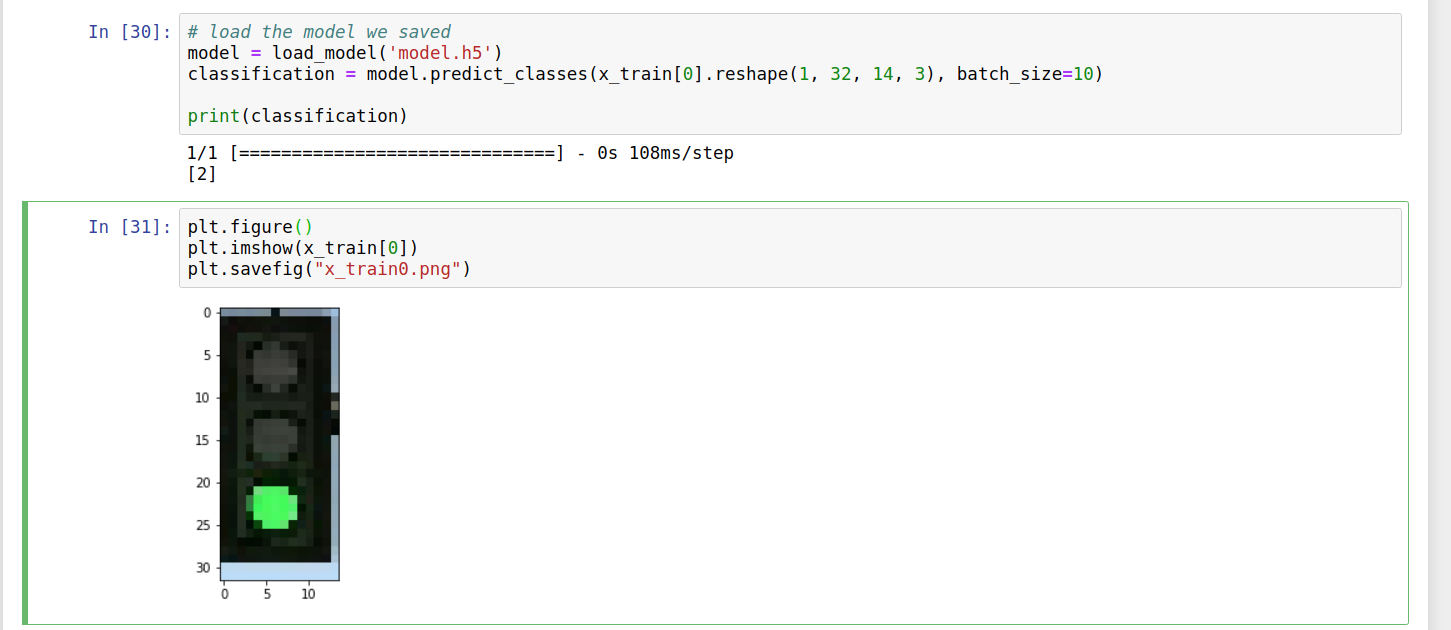 In [30]:
# load the model we saved
model = load_model('model.h5')
classification = model.predict_classes(x_train[0].reshape(1, 32, 14, 3), batch_size=10)
print(classification)
1/1 [==============================] - 0s 108ms/step
[2]
In [31]:
plt.figure()
plt.imshow(x_train[0])
plt.savefig("x_train0.png")
0
5
10
15
20
25
30
0 5 10